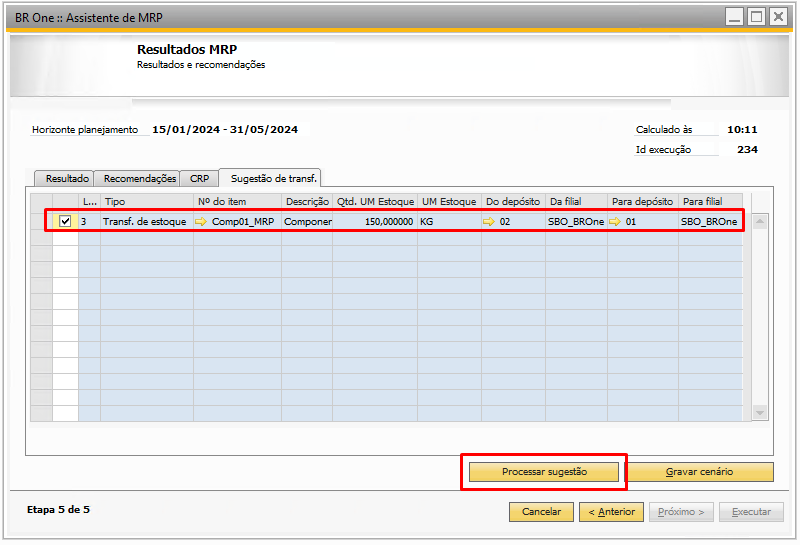 BR One :: Assistente de MRP
Resultados MRP
Resultados e recomendações
Horizonte planejamento 15/01/2024 - 31/05/2024
Calculado às 10:11
Id execução 234
Resultado Recomendações CRP Sugestão de transf.
L... Tipo Nº do item Descrição Qtd. UM Estoque UM Estoque Do depósito Da filial Para depósito Para filial
3 Transf. de estoque Comp01_MRP Componen 150,000000 KG 02 SBO_BROne 01 SBO_BROne
Processar sugestão Gravar cenário
Etapa 5 de 5 Cancelar < Anterior Próximo > Executar